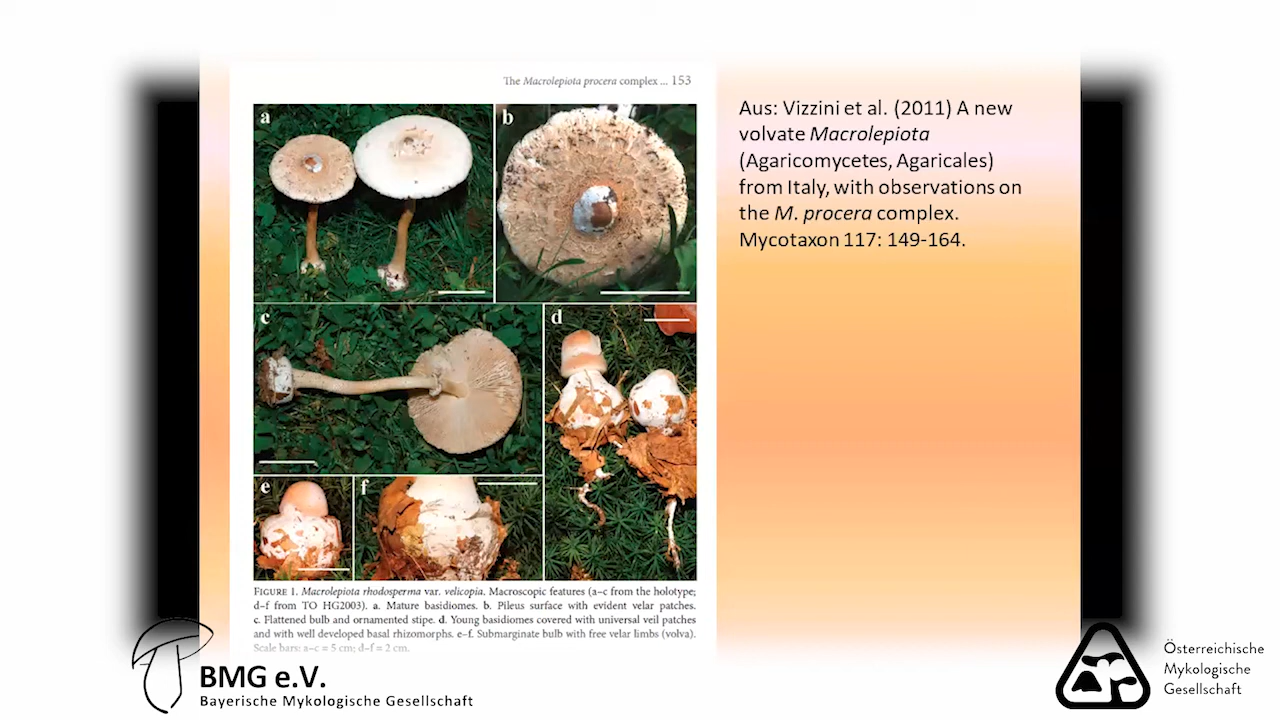 The Macrolepiota procera complex ... 153
a
b
c
d
e
f
FIGURE 1. Macrolepiota rhodosperma var. velicopia. Macroscopic features (a–c from the holotype;
d–f from TO HG2003). a. Mature basidiomes. b. Pileus surface with evident velar patches.
c. Flattened bulb and ornamented stipe. d. Young basidiomes covered with universal veil patches
and with well developed basal rhizomorphs. e–f. Submarginate bulb with free velar limbs (volva).
Scale bars: a–c = 5 cm; d–f = 2 cm.
Aus: Vizzini et al. (2011) A new
volvate Macrolepiota
(Agaricomycetes, Agaricales)
from Italy, with observations on
the M. procera complex.
Mycotaxon 117: 149-164.
BMG e.V.
Bayerische Mykologische Gesellschaft
Österreichische
Mykologische
Gesellschaft